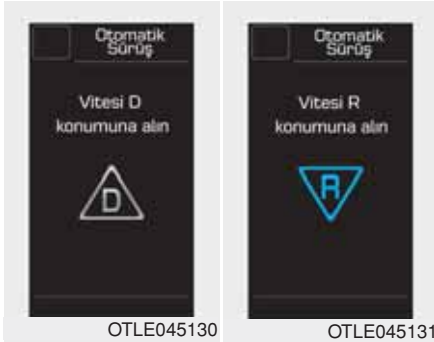 Otomatik
Sürüş
Vitesi D
konumuna alın
D
OTLE045130
Otomatik
Sürüş
Vitesi R
konumuna alın
R
OTLE045131